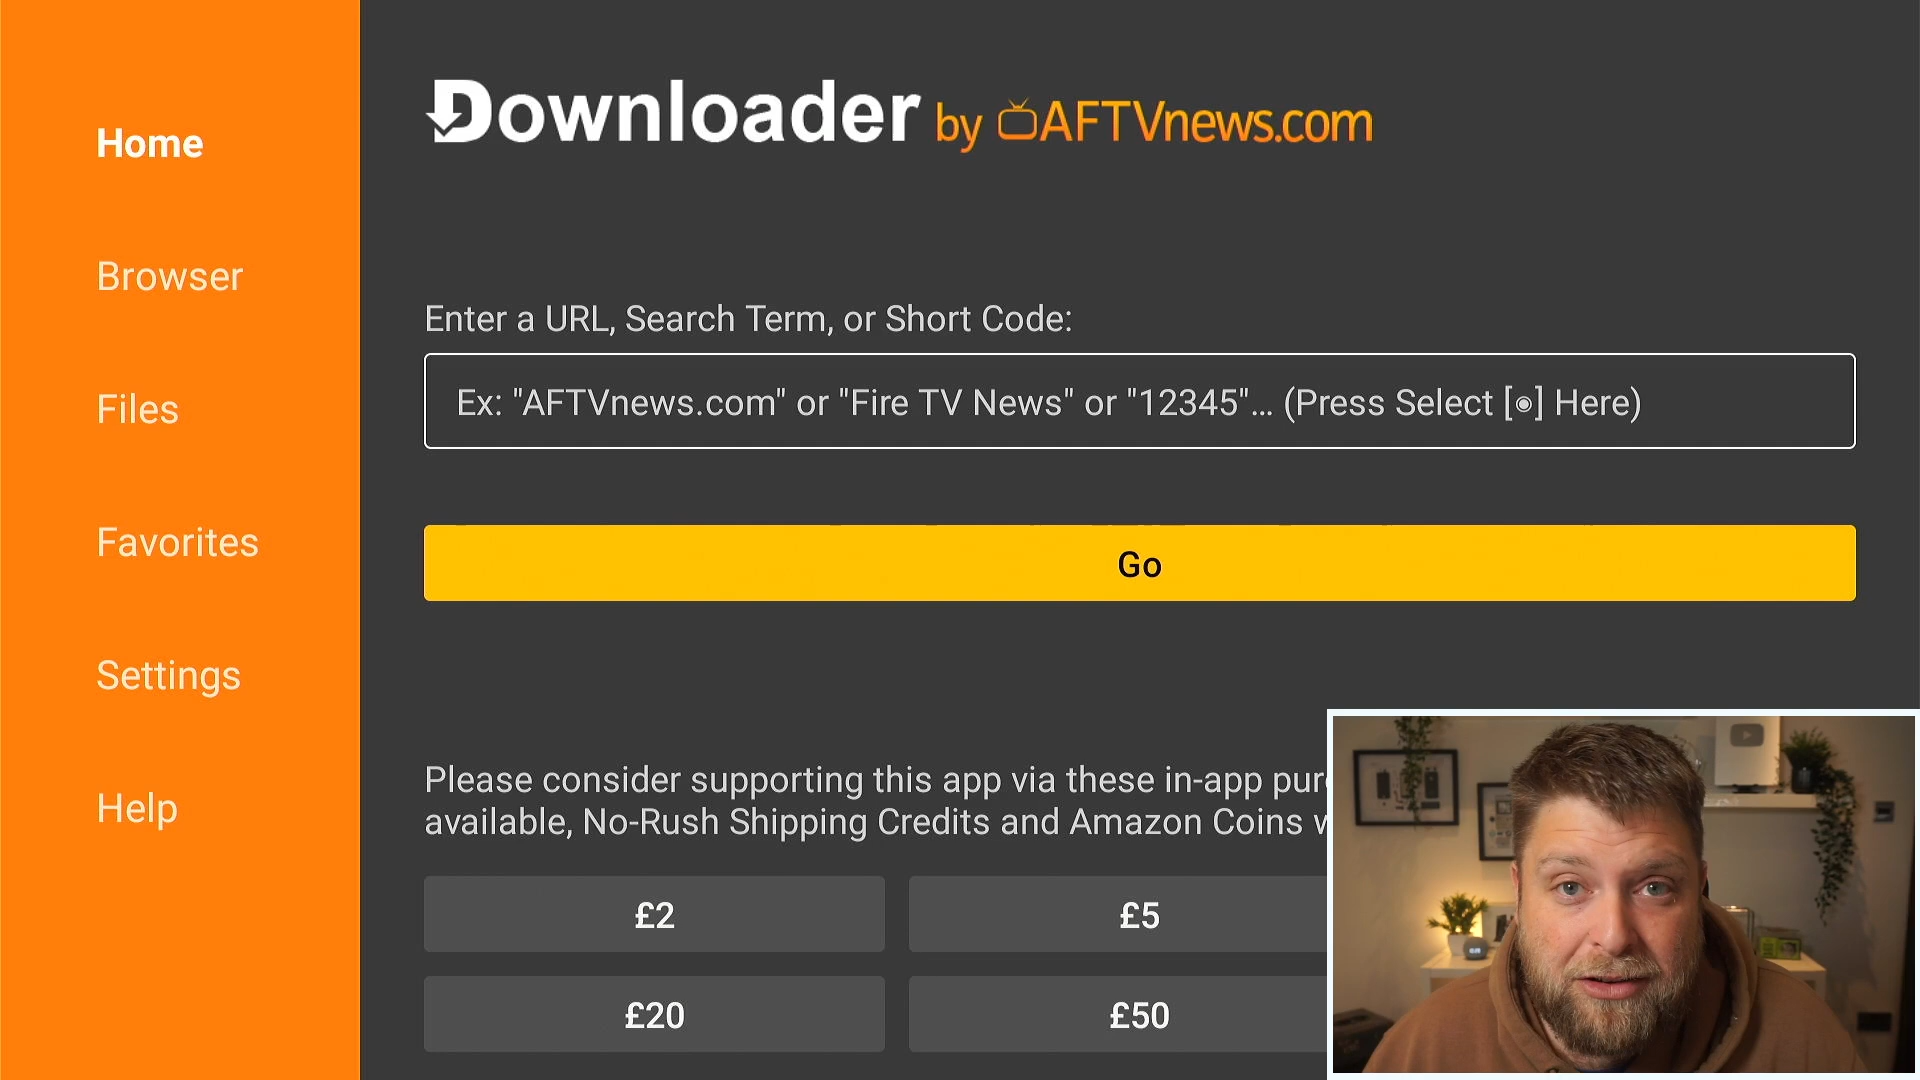 Home
Browser
Files
Favorites
Settings
Help
Downloader by AFTVnews.com
Enter a URL, Search Term, or Short Code:
Ex: "AFTVnews.com" or "Fire TV News" or "12345"... (Press Select [◉] Here)
Go
Please consider supporting this app via these in-app
available, No-Rush Shipping Credits and Amazon Coins
£2
£5
£20
£50